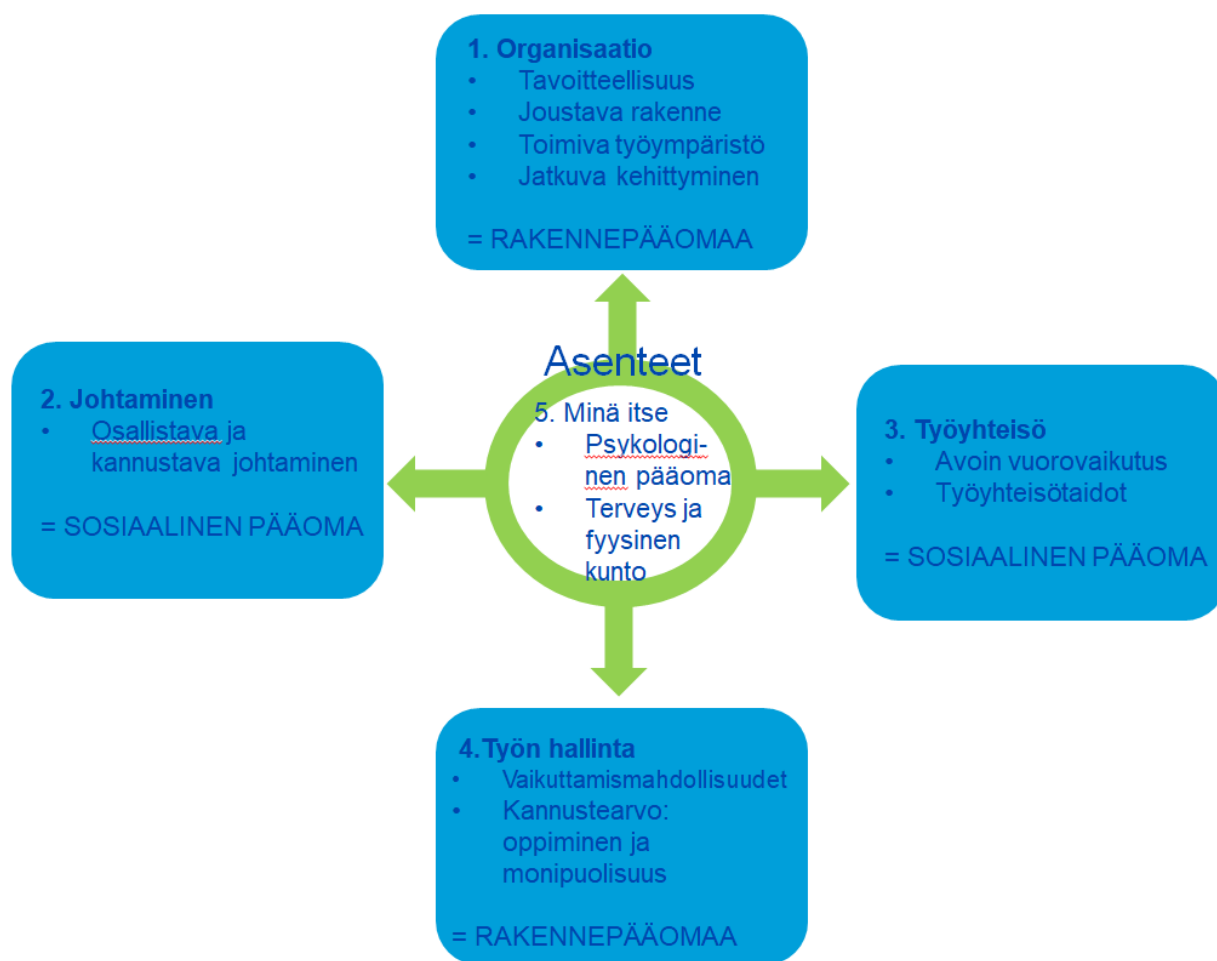 1. Organisaatio
• Tavoitteellisuus
• Joustava rakenne
• Toimiva työympäristö
• Jatkuva kehittyminen
= RAKENNEPÄÄOMAA
2. Johtaminen
• Osallistava ja
kannustava johtaminen
= SOSIAALINEN PÄÄOMA
Asenteet
5. Minä itse
• Psykologi-
nen pääoma
• Terveys ja
fyysinen
kunto
3. Työyhteisö
• Avoin vuorovaikutus
• Työyhteisötaidot
= SOSIAALINEN PÄÄOMA
4.Työn hallinta
• Vaikuttamismahdollisuudet
• Kannustearvo:
oppiminen ja
monipuolisuus
= RAKENNEPÄÄOMAA